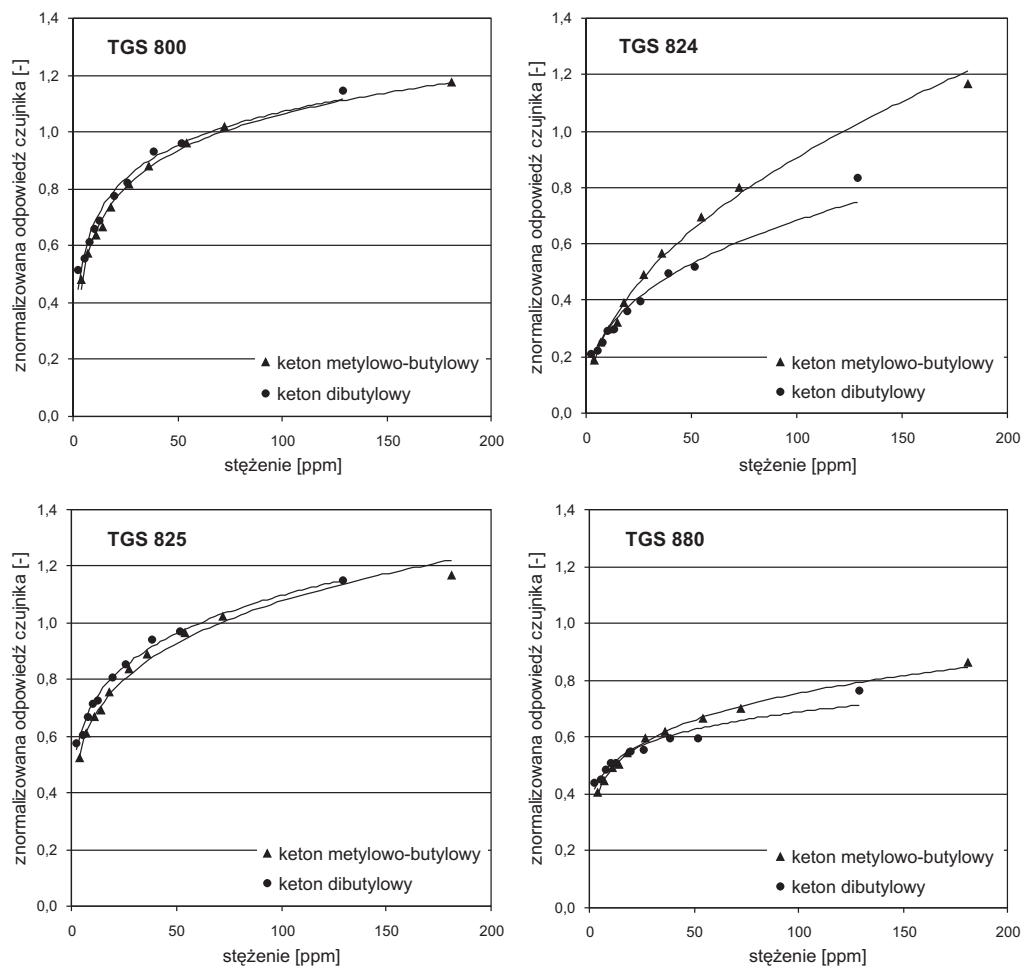 TGS 800
znormalizowana odpowiedź czujnika [-]
1,4
1,2
1,0
0,8
0,6
0,4
0,2
0,0
keton metylowo-butylowy
keton dibutylowy
0 50 100 150 200
stężenie [ppm]
TGS 824
znormalizowana odpowiedź czujnika [-]
1,4
1,2
1,0
0,8
0,6
0,4
0,2
0,0
keton metylowo-butylowy
keton dibutylowy
0 50 100 150 200
stężenie [ppm]
TGS 825
znormalizowana odpowiedź czujnika [-]
1,4
1,2
1,0
0,8
0,6
0,4
0,2
0,0
keton metylowo-butylowy
keton dibutylowy
0 50 100 150 200
stężenie [ppm]
TGS 880
znormalizowana odpowiedź czujnika [-]
1,4
1,2
1,0
0,8
0,6
0,4
0,2
0,0
keton metylowo-butylowy
keton dibutylowy
0 50 100 150 200
stężenie [ppm]